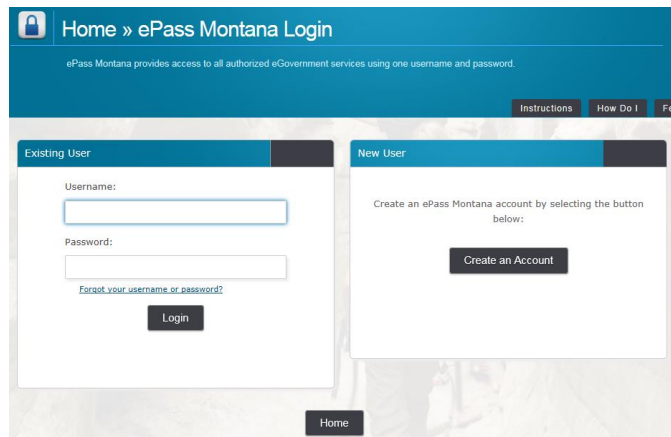 Home » ePass Montana Login
ePass Montana provides access to all authorized eGovernment services using one username and password.
Instructions
How Do I
Fe
Existing User
Username:
Password:
Forgot your username or password?
Login
New User
Create an ePass Montana account by selecting the button
below:
Create an Account
Home